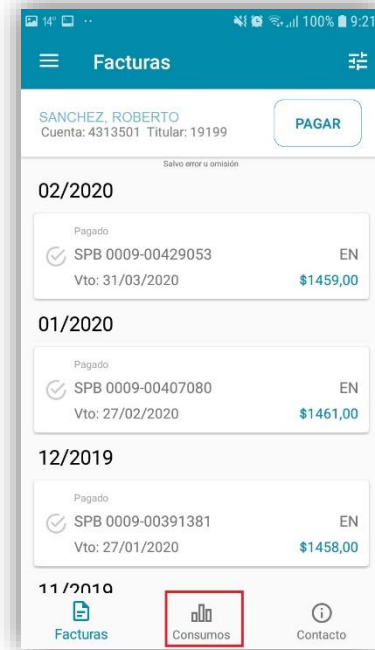 14° ·· 100% 9:21
Facturas
SANCHEZ, ROBERTO
Cuenta: 4313501 Titular: 19199
PAGAR
Salvo error u omisión
02/2020
Pagado
SPB 0009-00429053 EN
Vto: 31/03/2020 $1459,00
01/2020
Pagado
SPB 0009-00407080 EN
Vto: 27/02/2020 $1461,00
12/2019
Pagado
SPB 0009-00391381 EN
Vto: 27/01/2020 $1458,00
11/2019
Facturas Consumos Contacto